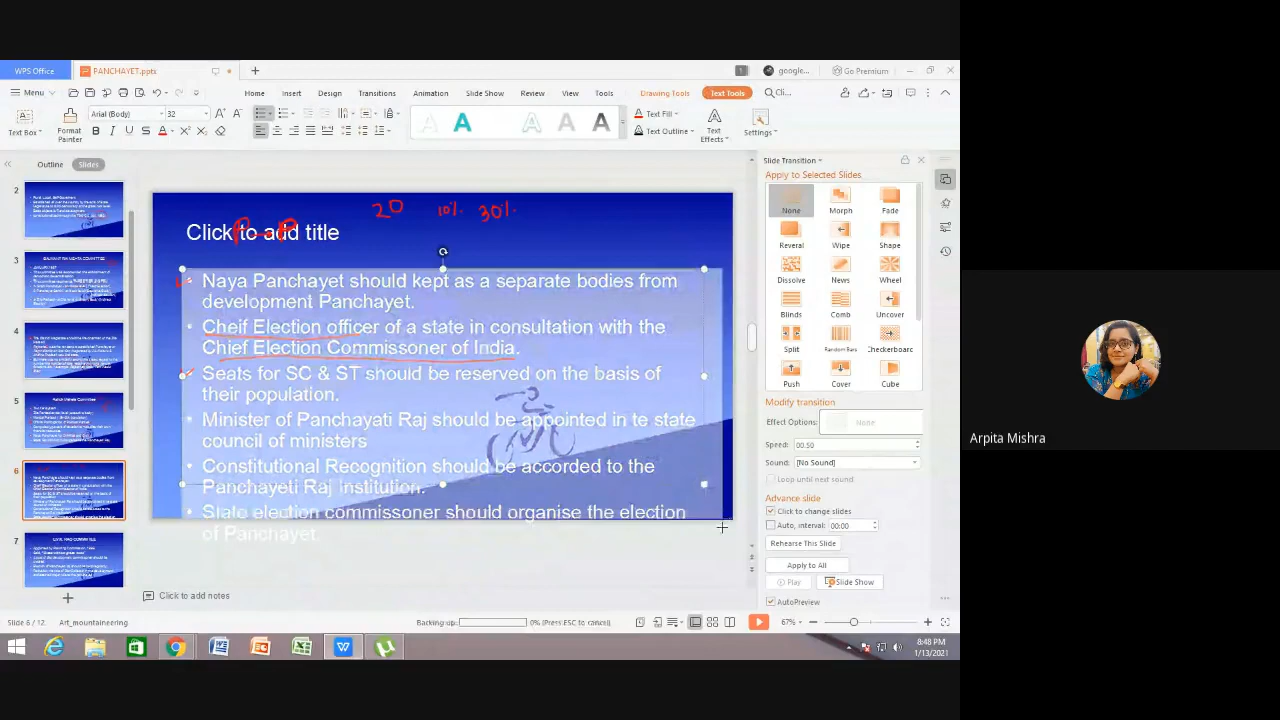 WPS Office
PANCHAYET.ppts
google...
Go Premium
Menu
Home
Insert
Design
Transitions
Animation
Slide Show
Review
View
Tools
Drawing Tools
Text Tools
Cli...
Text Box
Format Painter
Arial (Body)
32
B I U S A X² X₂
Text Fill
Text Outline
Text Effects
Settings
Outline
Slides
2
3
4
5
6
7
Click to add title
20
10%
30%
Naya Panchayet should kept as a separate bodies from
development Panchayet.
Cheif Election officer of a state in consultation with the
Chief Election Commissioner of India.
Seats for SC & ST should be reserved on the basis of
their population.
Minister of Panchayati Raj should be appointed in te state
council of ministers
Constitutional Recognition should be accorded to the
Panchayeti Raj institution.
State election commissioner should organise the election
of Panchayet.
Click to add notes
Slide Transition
Apply to Selected Slides
None
Morph
Fade
Reveral
Wipe
Shape
Dissolve
News
Wheel
Blinds
Comb
Uncover
Split
Random Bars
Checkerboard
Push
Cover
Cube
Modify transition
Effect Options:
None
Speed:
00.50
Sound:
[No Sound]
Loop until next sound
Advance slide
Click to change slides
Auto, interval:
00:00
Rehearse This Slide
Apply to All
Play
Slide Show
AutoPreview
Slide 6 / 12
Art_mountaineering
Backing up:
0% (Press ESC to cancel)
67%
8:48 PM
1/13/2021
Arpita Mishra